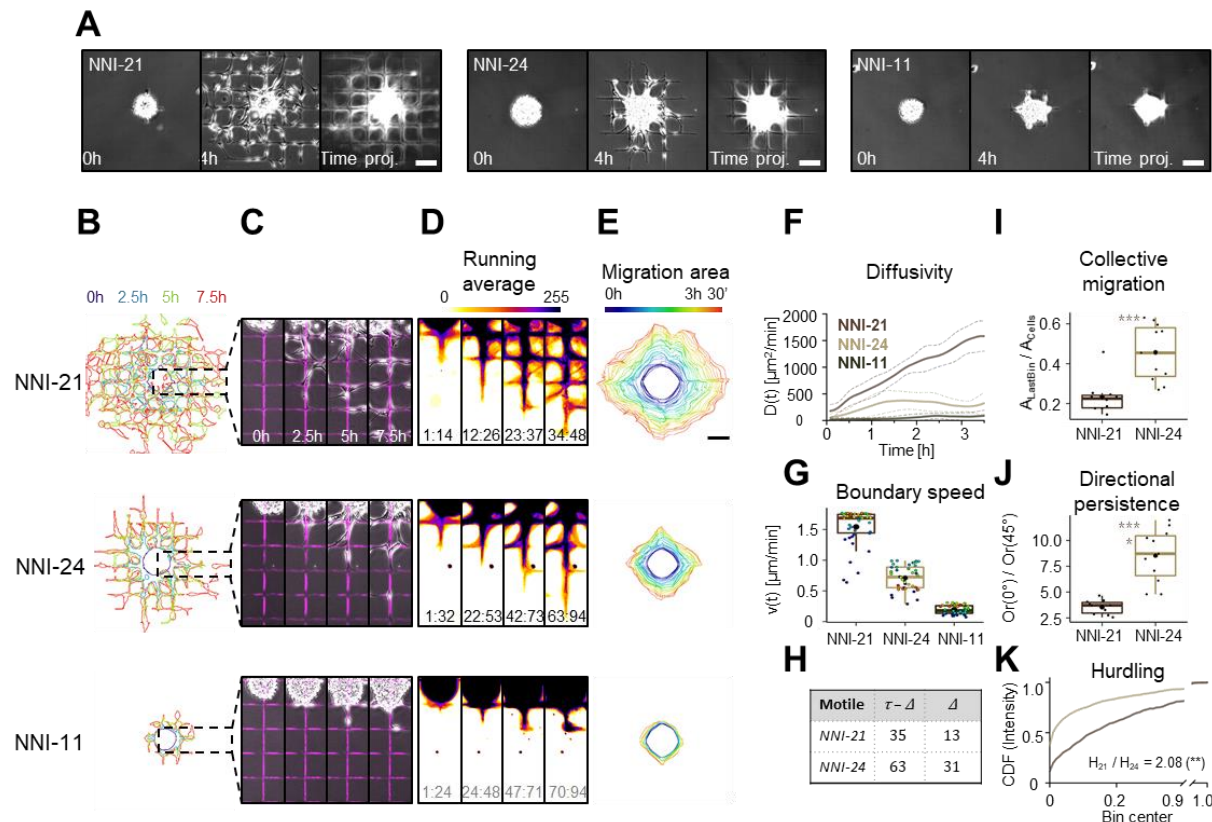 A
NNI-21
0h
4h
Time proj.
NNI-24
0h
4h
Time proj.
NNI-11
0h
4h
Time proj.
B
0h 2.5h 5h 7.5h
NNI-21
NNI-24
NNI-11
C
0h 2.5h 5h 7.5h
D
Running
average
0 255
1:14 12:26 23:37 34:48
1:32 22:53 42:73 63:94
1:24 24:48 47:71 70:94
E
Migration area
0h 3h 30’
F
Diffusivity
D(t) [µm²/min]
2000
1500
1000
500
0
NNI-21
NNI-24
NNI-11
0 1 2 3
Time [h]
G
Boundary speed
v(t) [µm/min]
1.5
1.0
0.5
0
NNI-21 NNI-24 NNI-11
H
Motile τ – Δ Δ
NNI-21 35 13
NNI-24 63 31
I
Collective
migration
A_LastBin / A_Cells
0.6
0.4
0.2
***
NNI-21 NNI-24
J
Directional
persistence
Or(0°) / Or(45°)
10.0
7.5
5.0
2.5
***
*
NNI-21 NNI-24
K
Hurdling
CDF (Intensity)
1.0
0.5
0
H₂₁ / H₂₄ = 2.08 (**)
0 0.2 0.9 1.0
Bin center